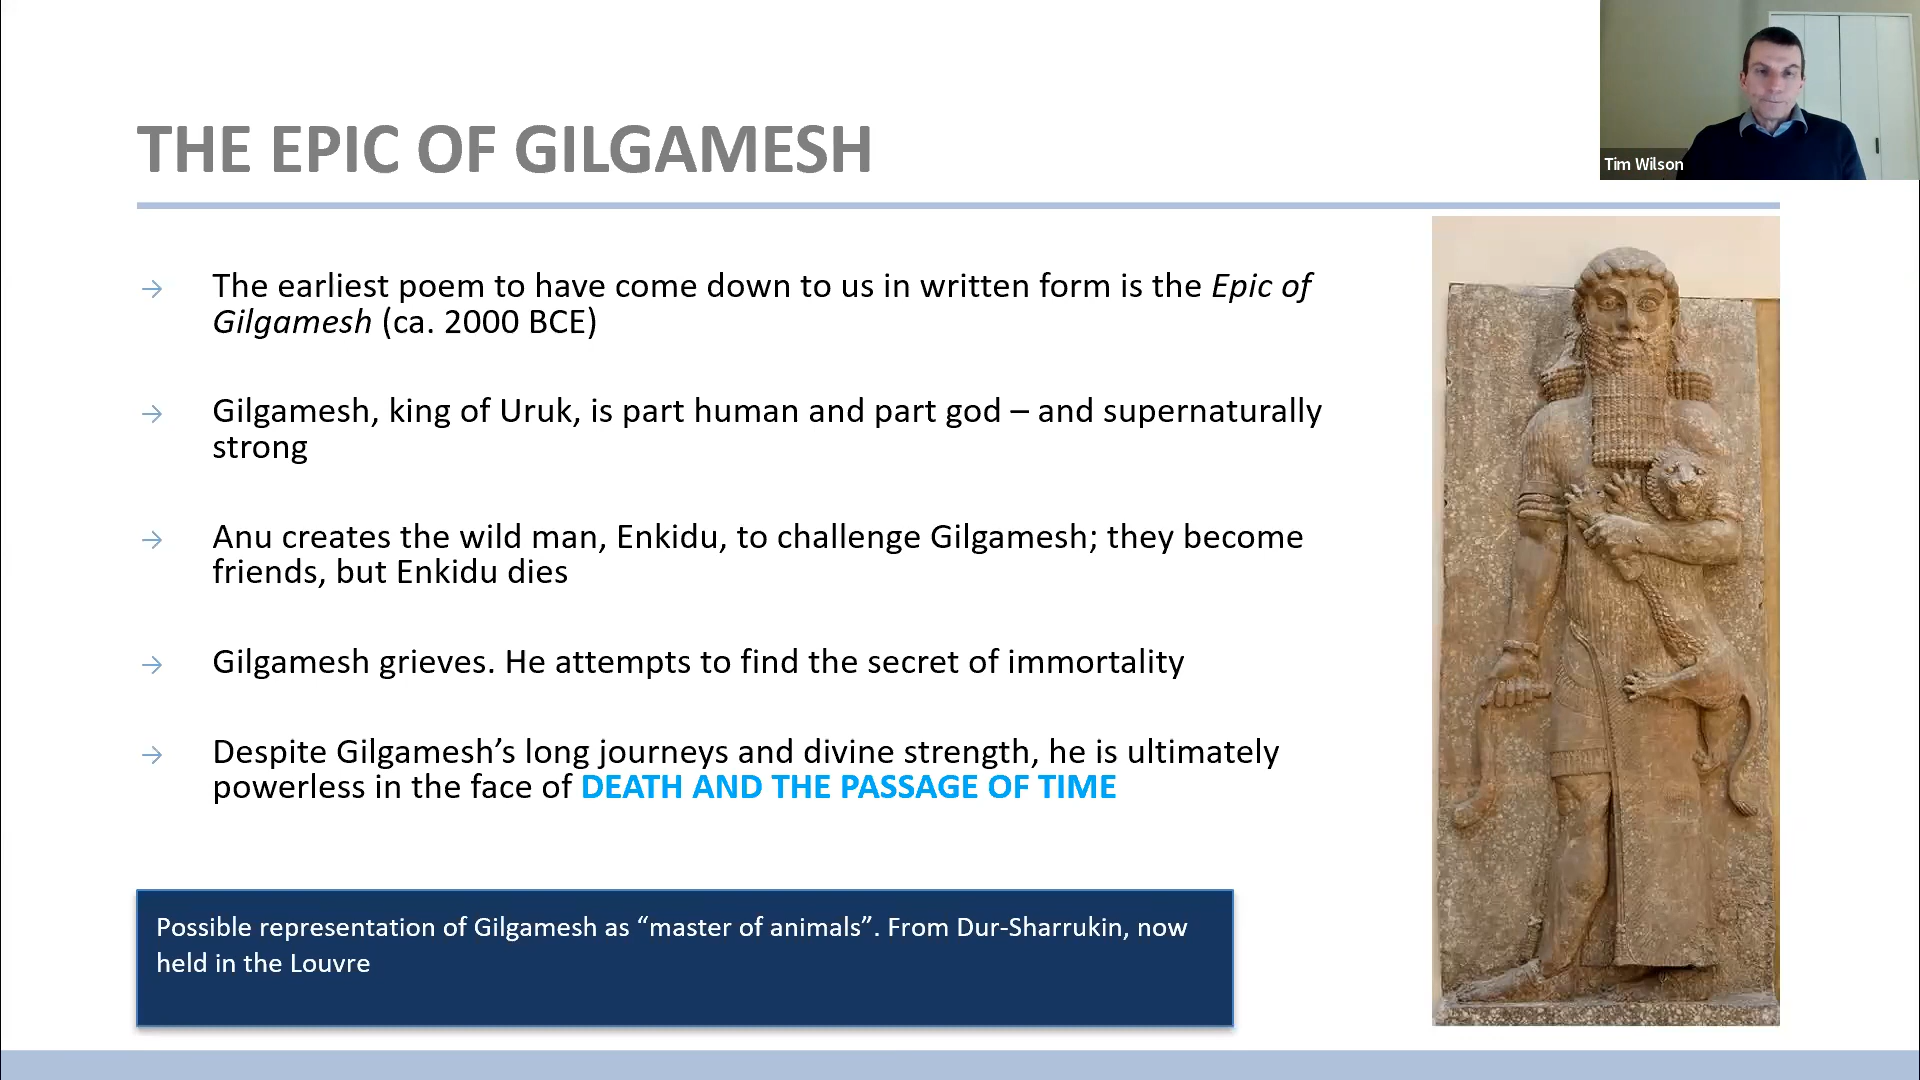 Tim Wilson
THE EPIC OF GILGAMESH
→ The earliest poem to have come down to us in written form is the Epic of
Gilgamesh (ca. 2000 BCE)
→ Gilgamesh, king of Uruk, is part human and part god – and supernaturally
strong
→ Anu creates the wild man, Enkidu, to challenge Gilgamesh; they become
friends, but Enkidu dies
→ Gilgamesh grieves. He attempts to find the secret of immortality
→ Despite Gilgamesh’s long journeys and divine strength, he is ultimately
powerless in the face of DEATH AND THE PASSAGE OF TIME
Possible representation of Gilgamesh as “master of animals”. From Dur-Sharrukin, now
held in the Louvre